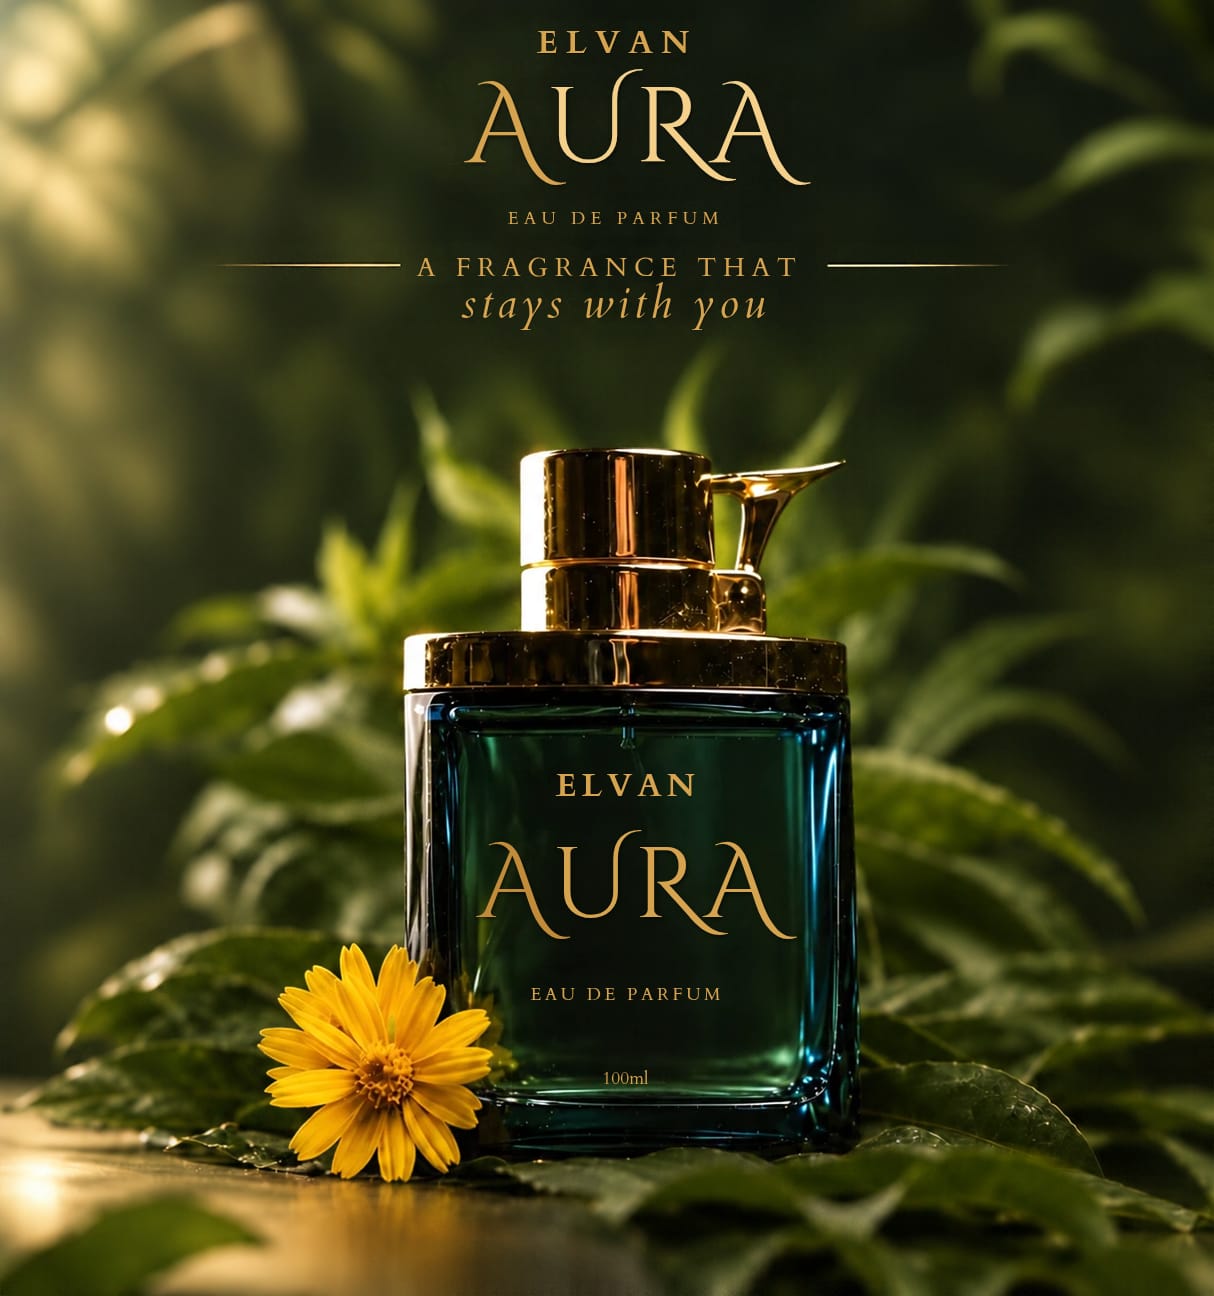 ELVAN
AURA
EAU DE PARFUM
A FRAGRANCE THAT
stays with you
ELVAN
AURA
EAU DE PARFUM
100ml